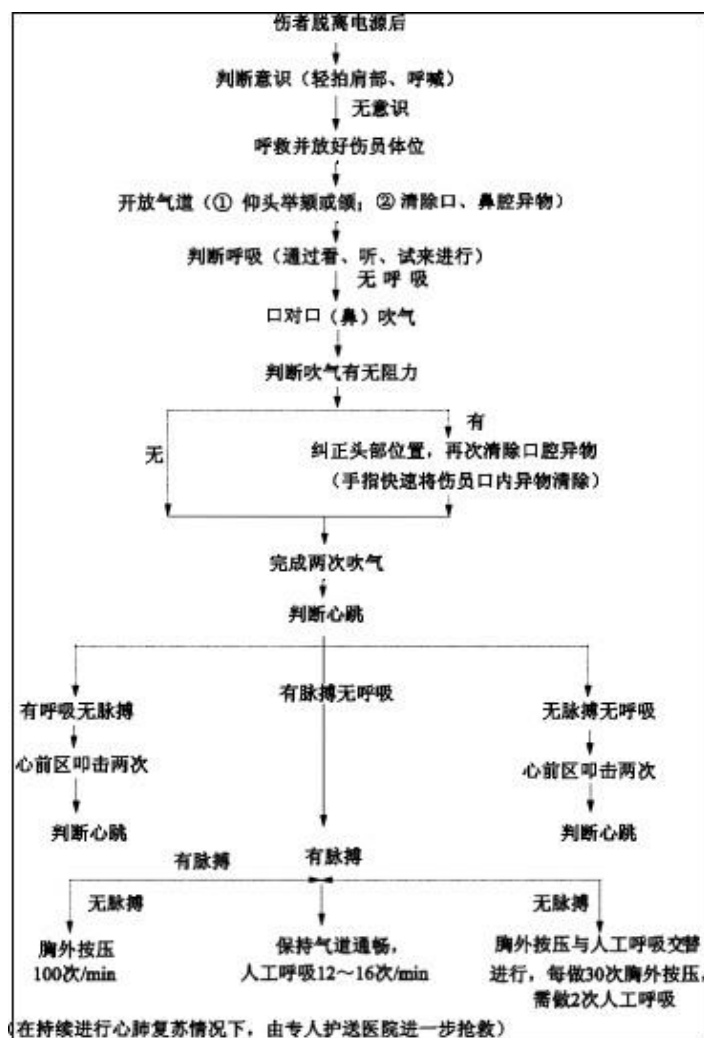 伤者脱离电源后
判断意识（轻拍肩部、呼喊）
无意识
呼救并放好伤员体位
开放气道（① 仰头举颏或颌；② 清除口、鼻腔异物）
判断呼吸（通过看、听、试来进行）
无 呼 吸
口对口（鼻）吹气
判断吹气有无阻力
有
无
纠正头部位置，再次清除口腔异物
（手指快速将伤员口内异物清除）
完成两次吹气
判断心跳
有呼吸无脉搏
有脉搏无呼吸
无脉搏无呼吸
心前区叩击两次
心前区叩击两次
判断心跳
判断心跳
有脉搏
有脉搏
无脉搏
无脉搏
胸外按压
100次/min
保持气道通畅，
人工呼吸12～16次/min
胸外按压与人工呼吸交替
进行，每做30次胸外按压，
需做2次人工呼吸
（在持续进行心肺复苏情况下，由专人护送医院进一步抢救）